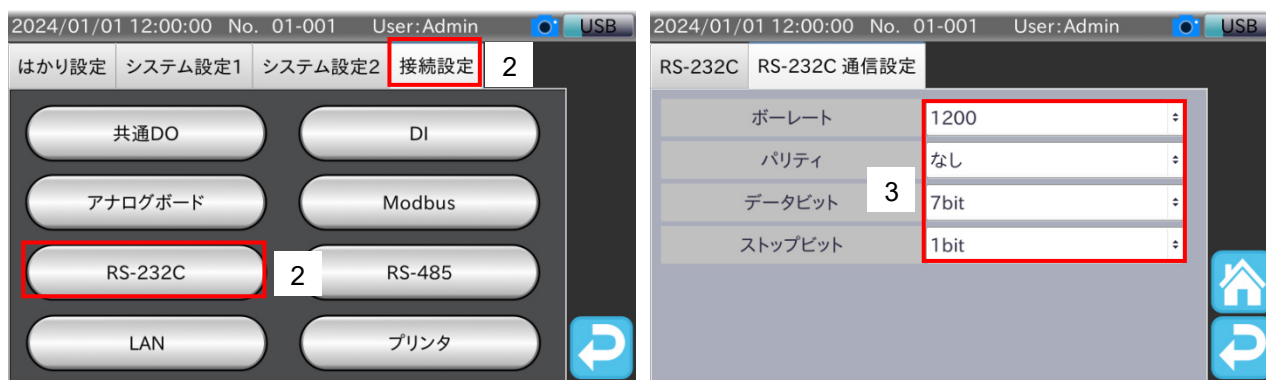 2024/01/01 12:00:00 No. 01-001 User:Admin USB
はかり設定 システム設定1 システム設定2 接続設定 2
共通DO DI
アナログボード Modbus
RS-232C 2 RS-485
LAN プリンタ
2024/01/01 12:00:00 No. 01-001 User:Admin USB
RS-232C RS-232C 通信設定
ボーレート 1200
パリティ なし
3
データビット 7bit
ストップビット 1bit